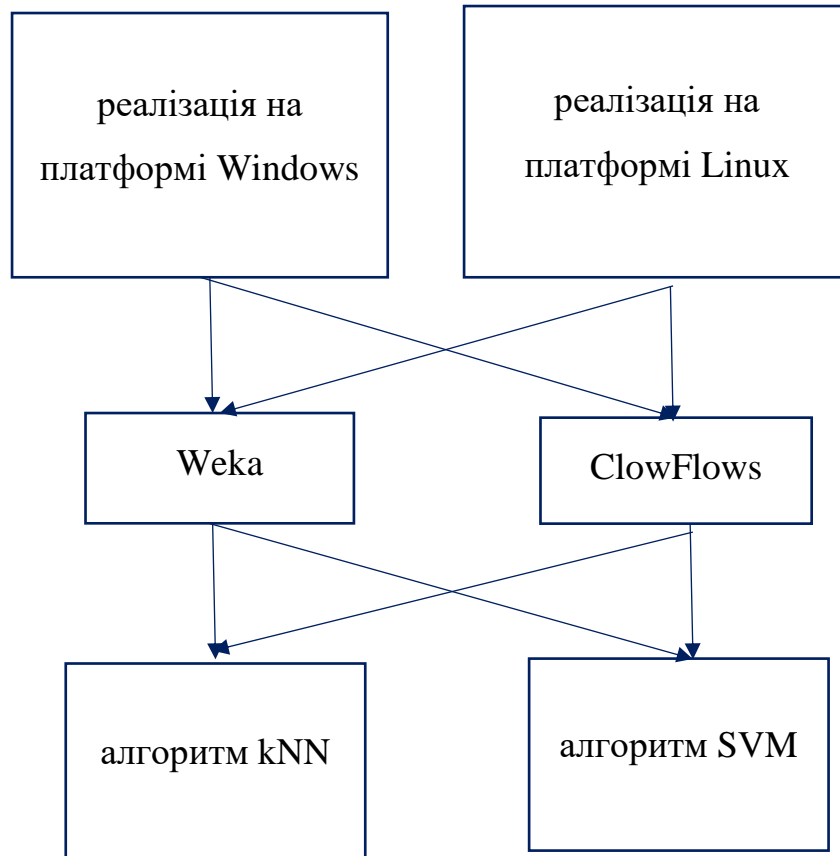 реалізація на
платформі Windows
реалізація на
платформі Linux
Weka
ClowFlows
алгоритм kNN
алгоритм SVM